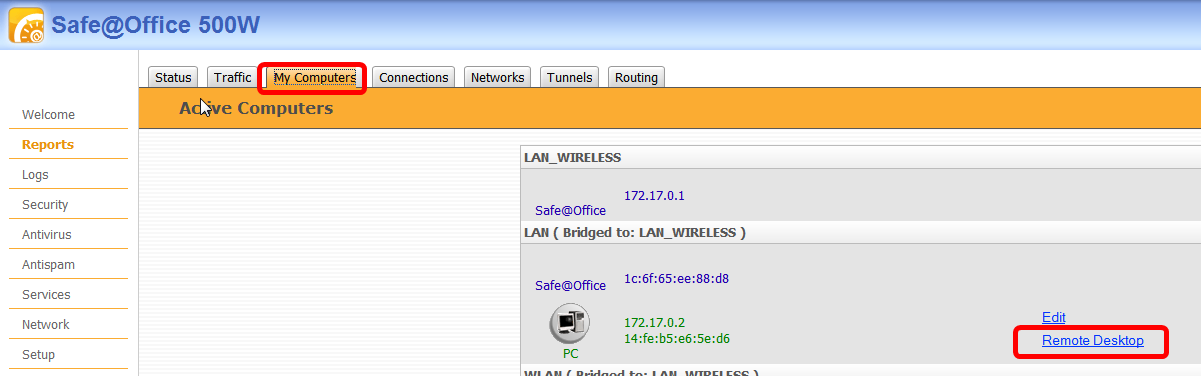 Safe@Office 500W
Status Traffic My Computers Connections Networks Tunnels Routing
Active Computers
Welcome
Reports
Logs
Security
Antivirus
Antispam
Services
Network
Setup
LAN_WIRELESS
172.17.0.1
Safe@Office
LAN ( Bridged to: LAN_WIRELESS )
1c:6f:65:ee:88:d8
Safe@Office
172.17.0.2
14:fe:b5:e6:5e:d6
PC
Edit
Remote Desktop
WLAN ( Bridged to: LAN_WIRELESS )